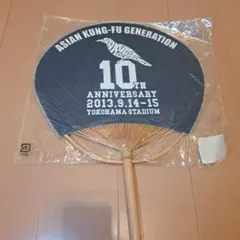 ASIAN KUNG-FU GENERATION
10TH
ANNIVERSARY
2013.9.14-15
YOKOHAMA STADIUM